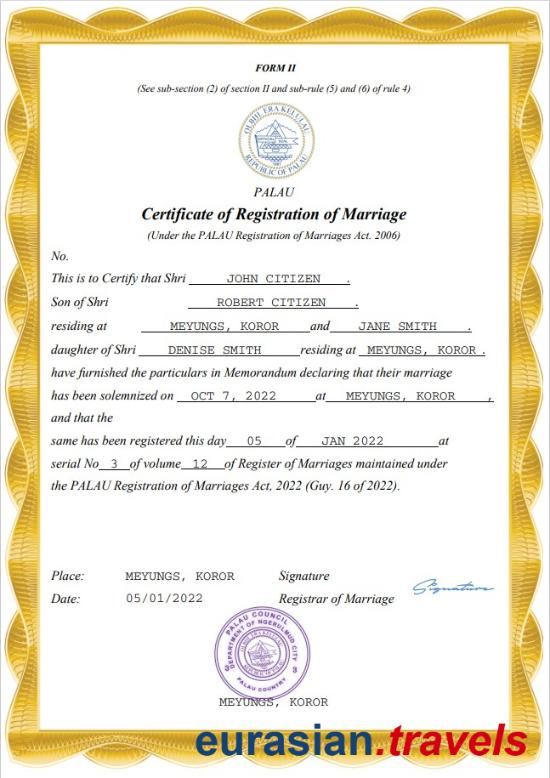 FORM II
(See sub-section (2) of section II and sub-rule (5) and (6) of rule 4)
OLBIIL ERA KELULAU
REPUBLIC OF PALAU
PALAU
Certificate of Registration of Marriage
(Under the PALAU Registration of Marriages Act. 2006)
No.
This is to Certify that Shri JOHN CITIZEN .
Son of Shri ROBERT CITIZEN .
residing at MEYUNGS, KOROR and JANE SMITH .
daughter of Shri DENISE SMITH residing at MEYUNGS, KOROR .
have furnished the particulars in Memorandum declaring that their marriage
has been solemnized on OCT 7, 2022 at MEYUNGS, KOROR ,
and that the
same has been registered this day 05 of JAN 2022 at
serial No 3 of volume 12 of Register of Marriages maintained under
the PALAU Registration of Marriages Act, 2022 (Guy. 16 of 2022).
Place: MEYUNGS, KOROR Signature
Signature
Date: 05/01/2022 Registrar of Marriage
PALAU COUNCIL
DEPARTMENT OF NGERULMUD CITY
PALAU COUNTRY
MEYUNGS, KOROR
eurasian.travels